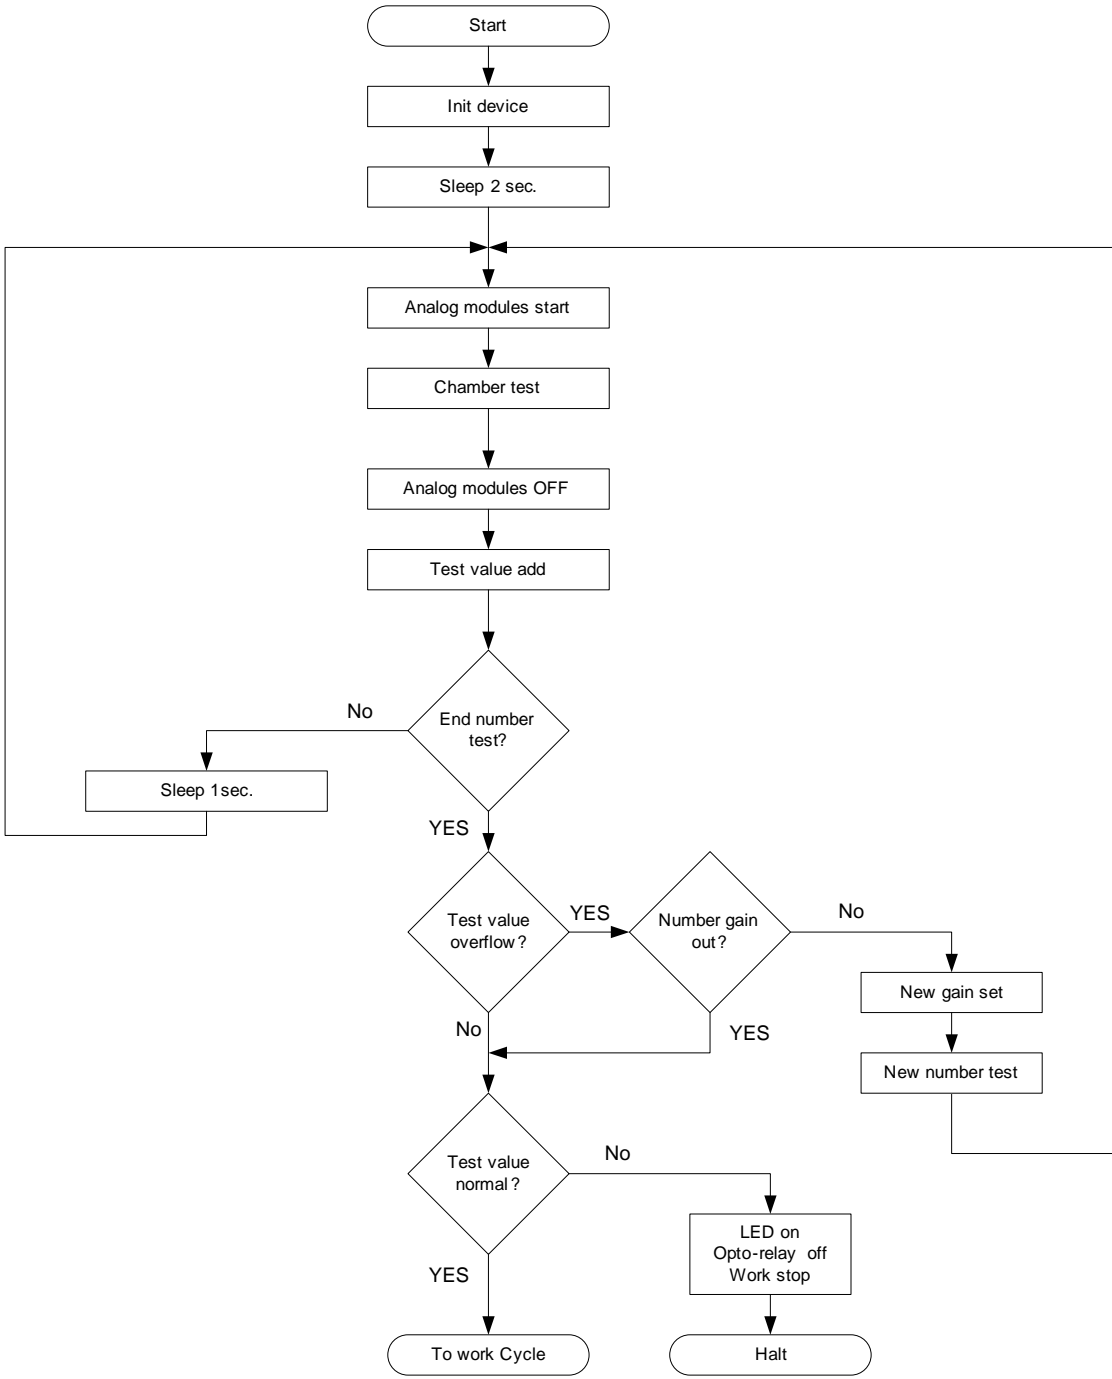 Start
Init device
Sleep 2 sec.
Analog modules start
Chamber test
Analog modules OFF
Test value add
End number
test?
No
Sleep 1sec.
YES
Test value
overflow?
YES
Number gain
out?
No
New gain set
No
YES
New number test
Test value
normal?
No
LED on
Opto-relay off
Work stop
YES
To work Cycle
Halt